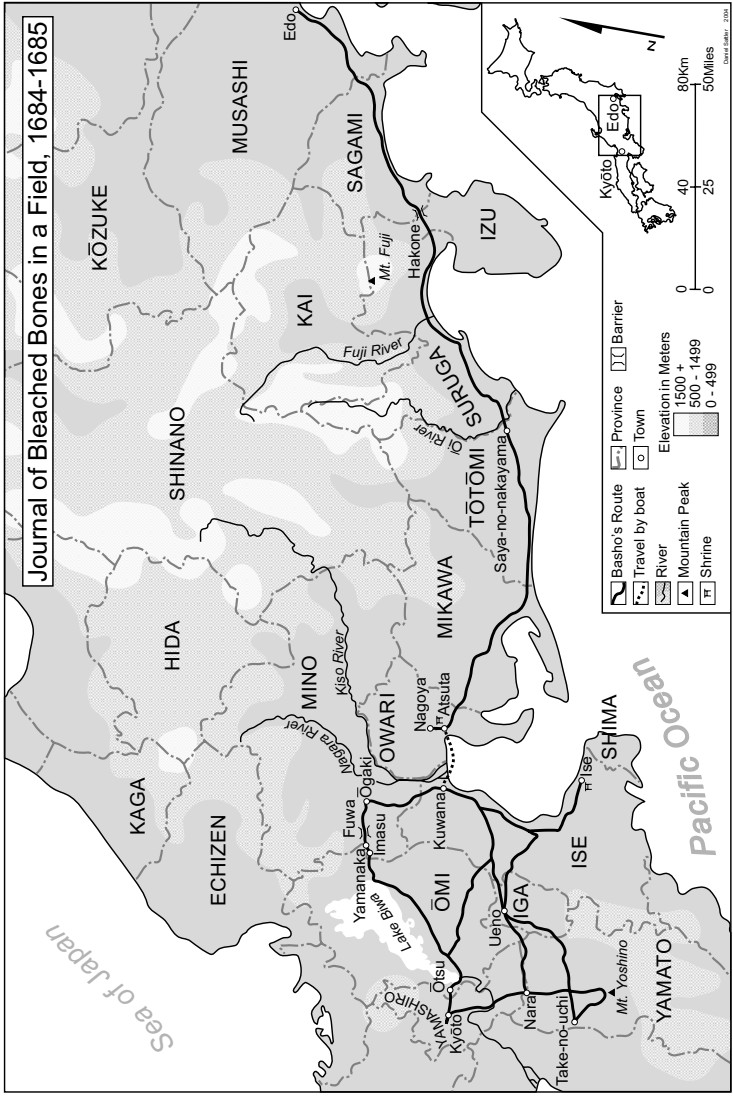 Journal of Bleached Bones in a Field, 1684-1685
Sea of Japan
KAGA
HIDA
SHINANO
KŌZUKE
ECHIZEN
MINO
KAI
MUSASHI
Edo
SAGAMI
Mt. Fuji
Hakone
IZU
Fuji River
SURUGA
Ōi River
TŌTŌMI
Saya-no-nakayama
MIKAWA
Kiso River
Nagara River
OWARI
Nagoya
Atsuta
Ōgaki
Fuwa
Imasu
Yamanaka
Kuwana
Lake Biwa
ŌMI
Ōtsu
YAMASHIRO
Kyōto
Ueno
IGA
ISE
Ise
SHIMA
Nara
Take-no-uchi
Mt. Yoshino
YAMATO
Pacific Ocean
Basho's Route
Travel by boat
River
Mountain Peak
Shrine
Province
Town
Barrier
Elevation in Meters
1500 +
500 - 1499
0 - 499
0 40 80Km
0 25 50Miles
Kyōto
Edo
N
Daniel Sattler 2004